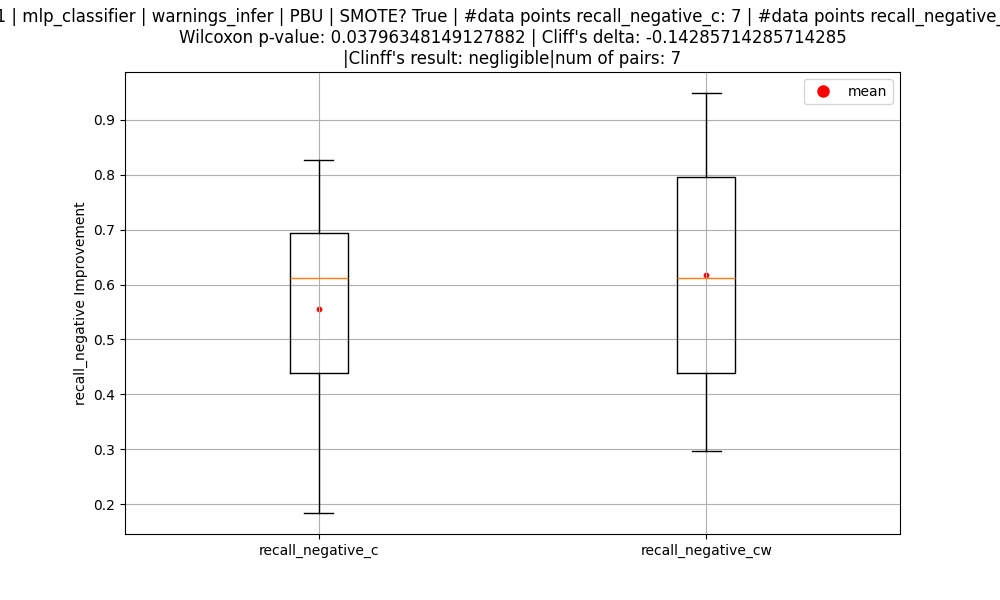 1 | mlp_classifier | warnings_infer | PBU | SMOTE? True | #data points recall_negative_c: 7 | #data points recall_negative_
Wilcoxon p-value: 0.03796348149127882 | Cliff's delta: -0.14285714285714285
|Clinff's result: negligible|num of pairs: 7
mean
0.9
0.8
0.7
0.6
0.5
0.4
0.3
0.2
recall_negative Improvement
recall_negative_c
recall_negative_cw